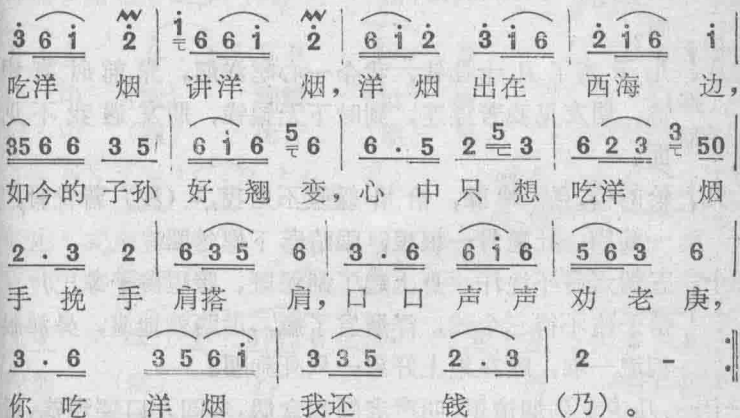 3 6 1 2 | 1 6 6 1 2 | 6 1 2 3 1 6 | 2 1 6 1 |
吃洋 烟 讲洋 烟，洋 烟 出在 西海 边，
35 6 6 3 5 | 6 1 6 5 6 | 6 . 5 2 5 3 | 6 2 3 3 50 |
如今的 子孙 好 翘 变，心 中 只 想 吃洋 烟
2 . 3 2 | 6 3 5 6 | 3 . 6 6 1 6 | 5 6 3 6 |
手 挽 手 肩搭 肩，口 口 声 声 劝 老 庚，
3 . 6 3 5 6 1 | 3 3 5 2 . 3 | 2 - :||
你 吃 洋 烟 我还 钱 (乃)。